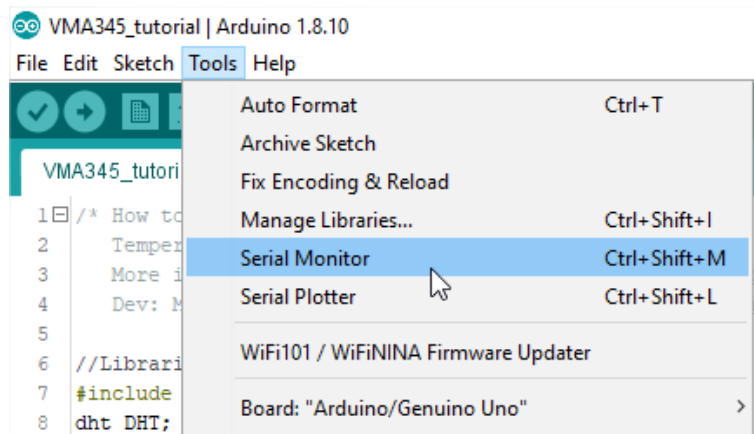 VMA345_tutorial | Arduino 1.8.10
File Edit Sketch Tools Help
Auto Format Ctrl+T
Archive Sketch
VMA345_tutori
Fix Encoding & Reload
1 /* How to
Manage Libraries... Ctrl+Shift+I
2 Temper
Serial Monitor Ctrl+Shift+M
3 More i
Serial Plotter Ctrl+Shift+L
4 Dev: M
5
WiFi101 / WiFiNINA Firmware Updater
6 //Librari
7 #include
Board: "Arduino/Genuino Uno"
8 dht DHT;